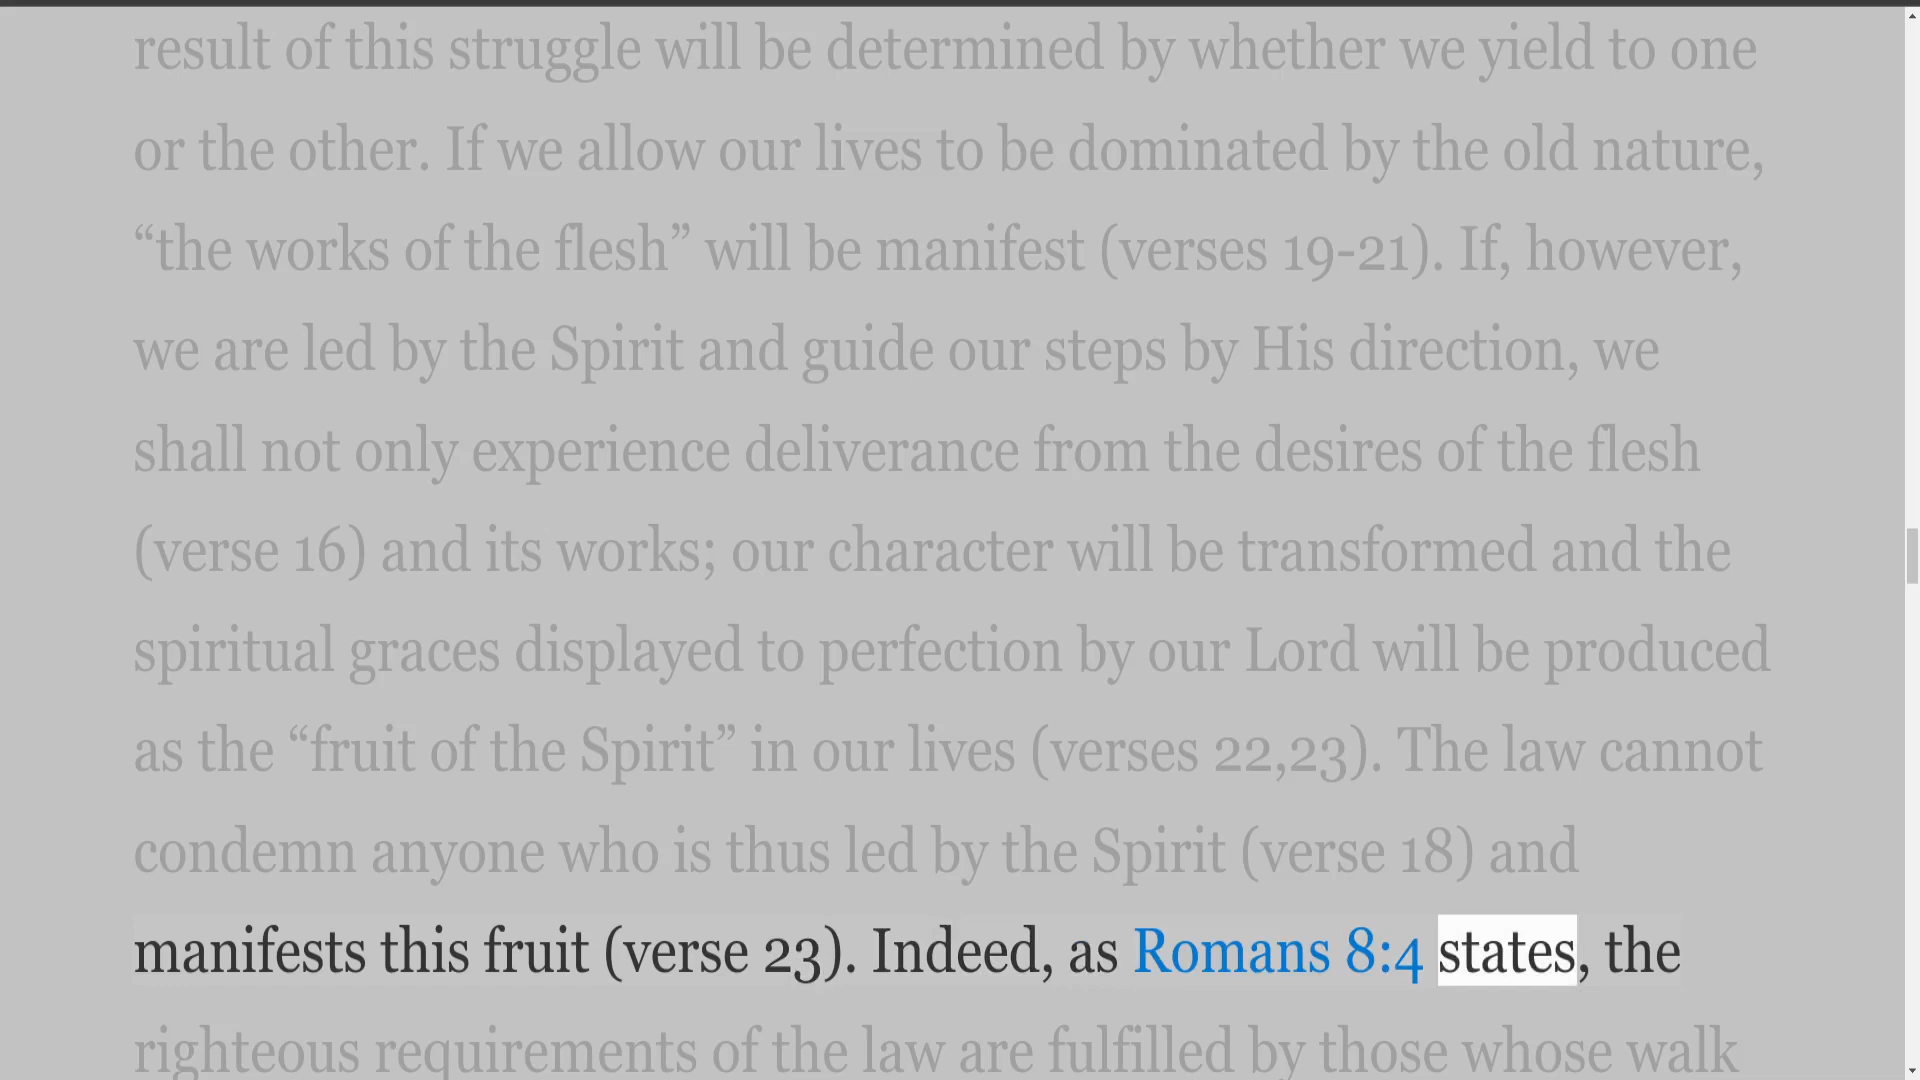 result of this struggle will be determined by whether we yield to one
or the other. If we allow our lives to be dominated by the old nature,
“the works of the flesh” will be manifest (verses 19-21). If, however,
we are led by the Spirit and guide our steps by His direction, we
shall not only experience deliverance from the desires of the flesh
(verse 16) and its works; our character will be transformed and the
spiritual graces displayed to perfection by our Lord will be produced
as the “fruit of the Spirit” in our lives (verses 22,23). The law cannot
condemn anyone who is thus led by the Spirit (verse 18) and
manifests this fruit (verse 23). Indeed, as Romans 8:4 states, the
righteous requirements of the law are fulfilled by those whose walk